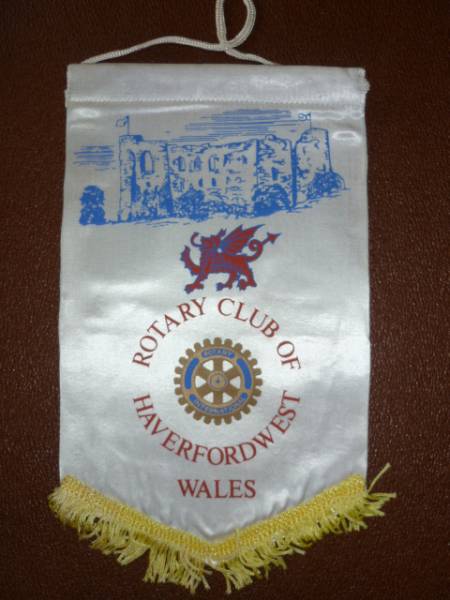 ROTARY CLUB OF
ROTARY
INTERNATIONAL
HAVERFORDWEST
WALES